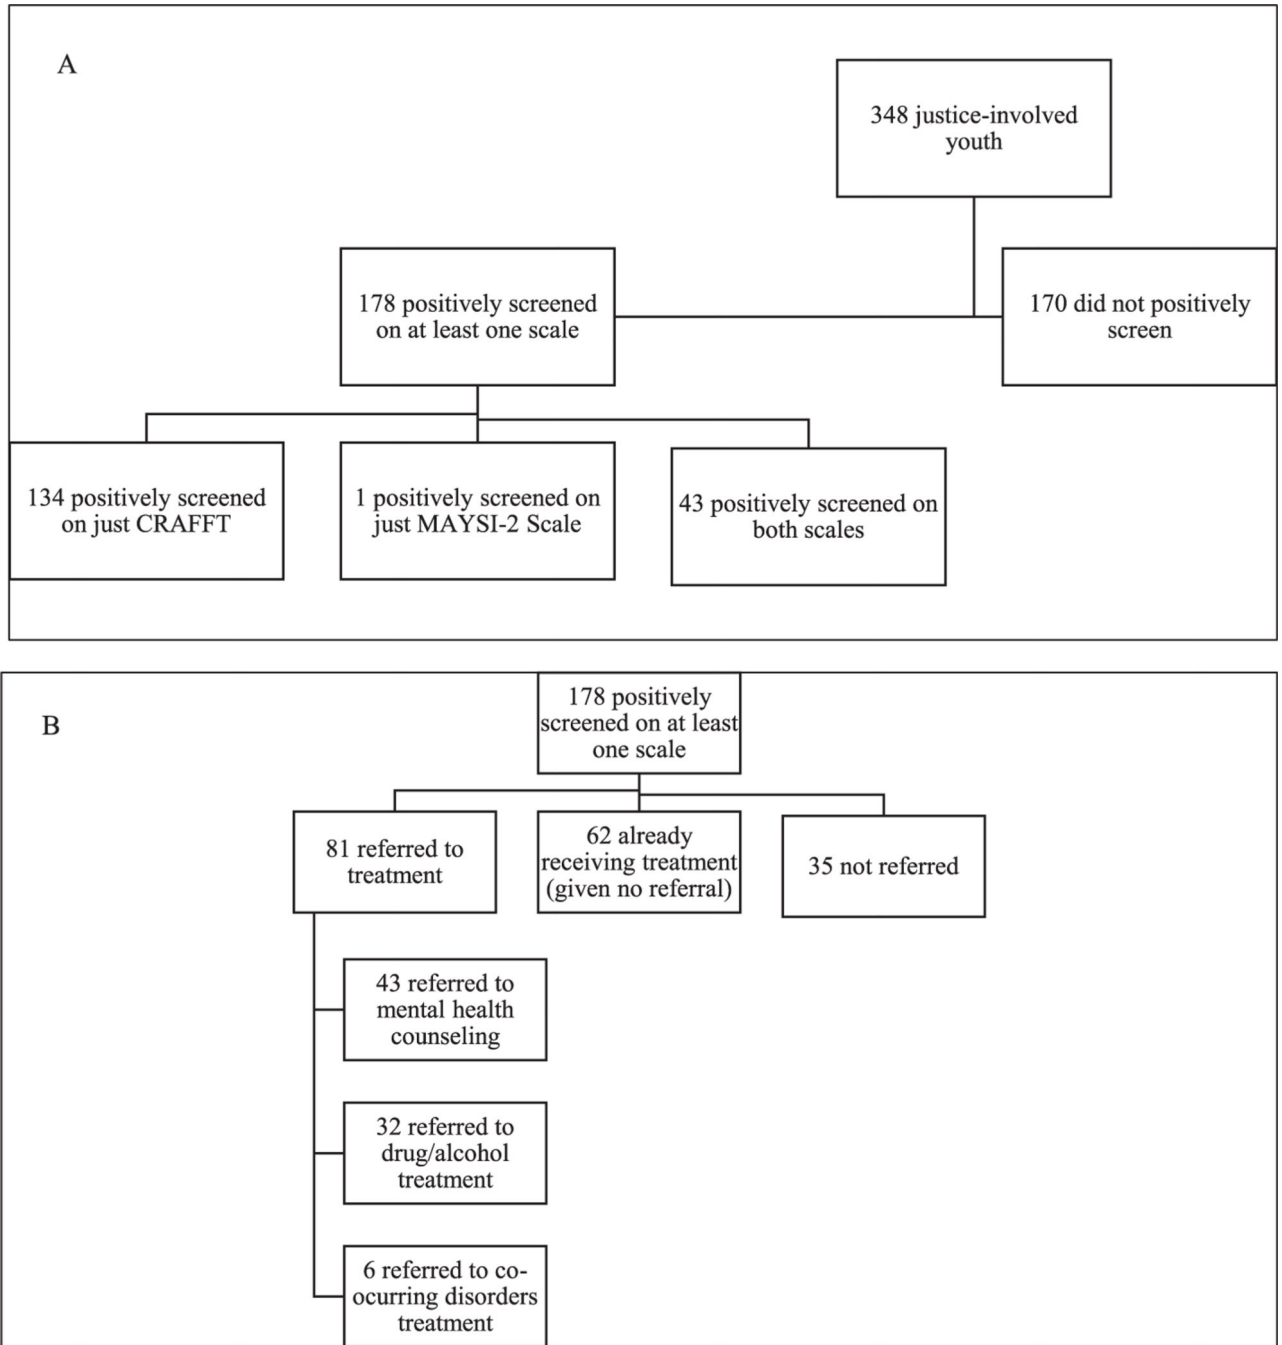 A
348 justice-involved
youth
178 positively screened
on at least one scale
170 did not positively
screen
134 positively screened
on just CRAFFT
1 positively screened on
just MAYSI-2 Scale
43 positively screened on
both scales
B
178 positively
screened on at least
one scale
81 referred to
treatment
62 already
receiving treatment
(given no referral)
35 not referred
43 referred to
mental health
counseling
32 referred to
drug/alcohol
treatment
6 referred to co-
ocurring disorders
treatment